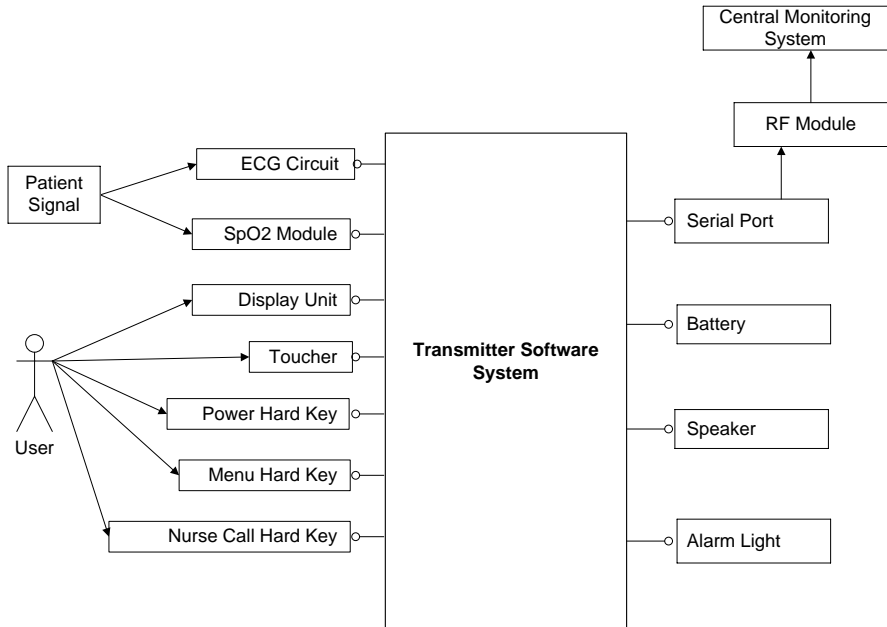 Central Monitoring
System
RF Module
ECG Circuit
Patient
Signal
SpO2 Module
Serial Port
Display Unit
Battery
Toucher
Transmitter Software
System
Power Hard Key
Speaker
User
Menu Hard Key
Nurse Call Hard Key
Alarm Light